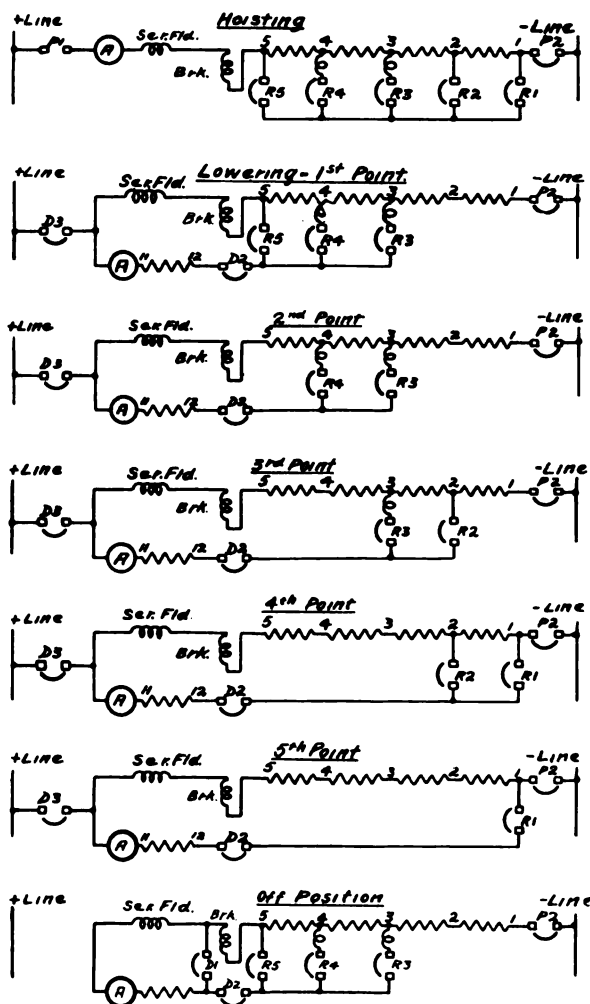 Hoisting
+Line -Line
P1 A Ser. Fld. Brk. 5 4 3 2 1 P2
R5 R4 R3 R2 R1
Lowering - 1st Point
+Line -Line
Ser. Fld. 5 4 3 2 1 P2
D3 Brk. R5 R4 R3
A 11 12 D2
2nd Point
+Line -Line
Ser. Fld. 5 4 3 2 1 P2
D3 Brk. R4 R3
A 11 12 D2
3rd Point
+Line -Line
Ser. Fld. 5 4 3 2 1 P2
D3 Brk. R3 R2
A 11 12 D2
4th Point
+Line -Line
Ser. Fld. 5 4 3 2 1 P2
D3 Brk. R2 R1
A 11 12 D2
5th Point
+Line -Line
Ser. Fld. 5 4 3 2 1 P2
D3 Brk. R1
A 11 12 D2
Off Position
+Line -Line
Ser. Fld. Brk. 5 4 3 2 1 P2
D1 R5 R4 R3
A D2